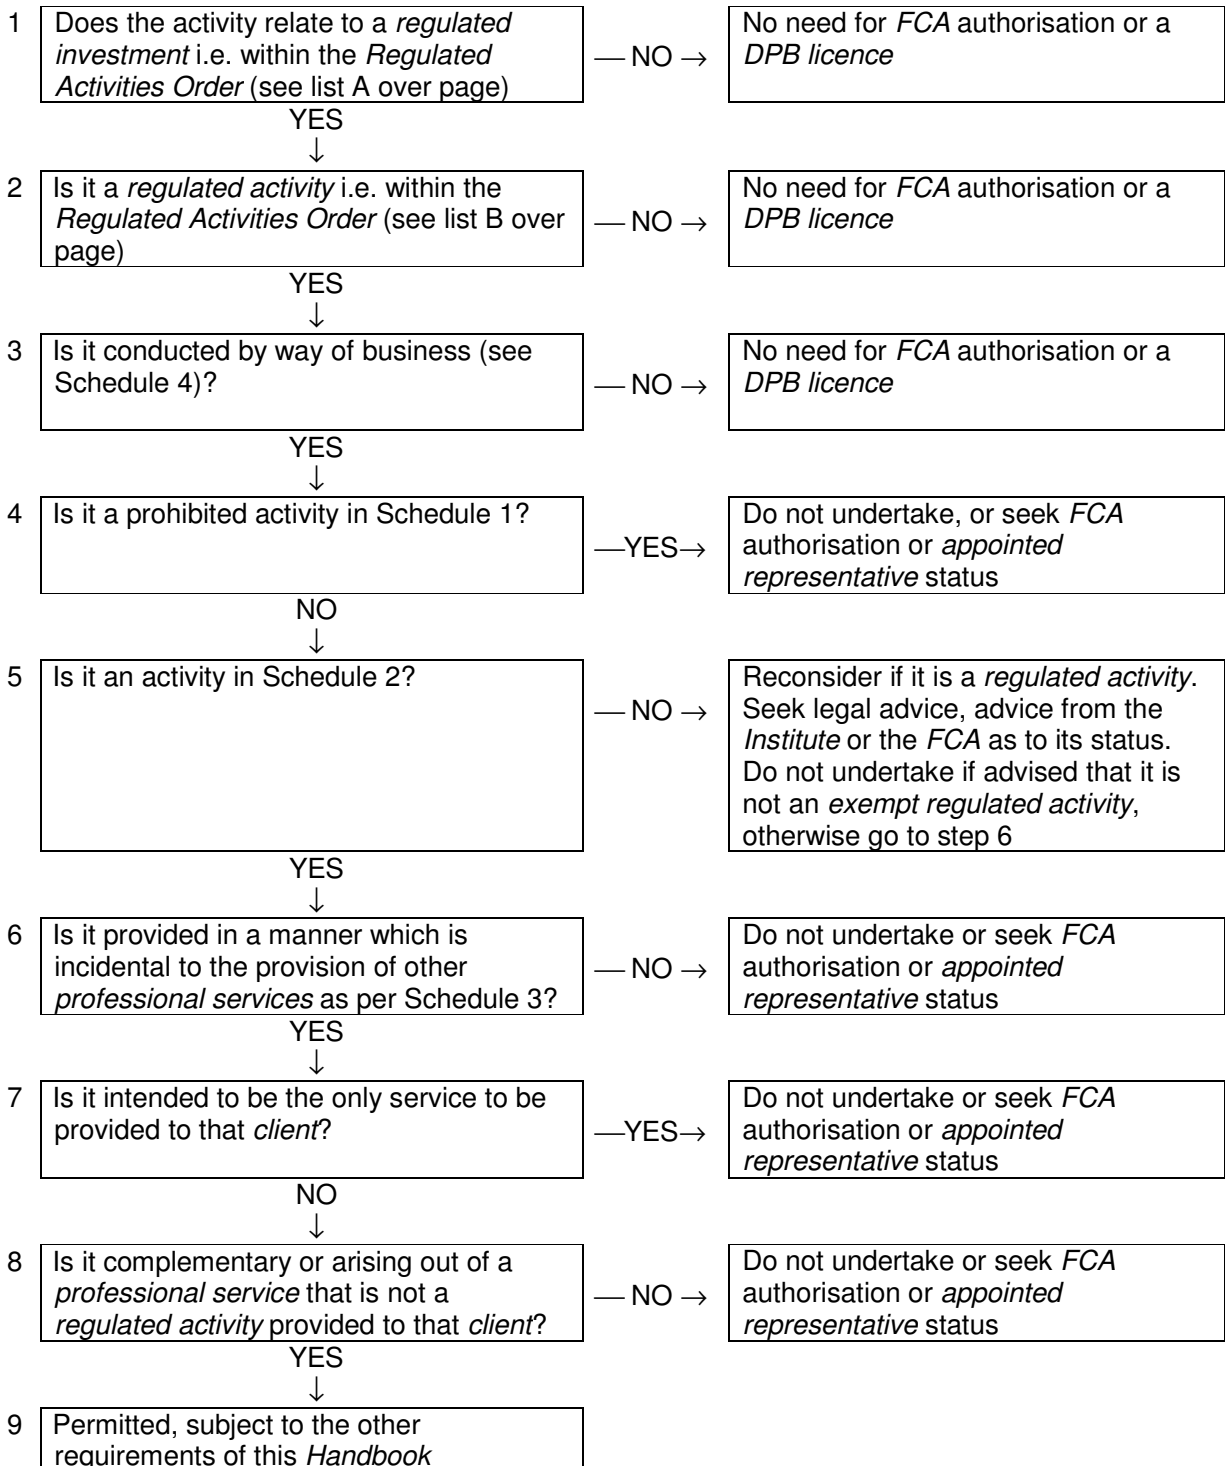 1 Does the activity relate to a regulated
investment i.e. within the Regulated
Activities Order (see list A over page)
— NO →
No need for FCA authorisation or a
DPB licence
YES
↓
2 Is it a regulated activity i.e. within the
Regulated Activities Order (see list B over
page)
— NO →
No need for FCA authorisation or a
DPB licence
YES
↓
3 Is it conducted by way of business (see
Schedule 4)?
— NO →
No need for FCA authorisation or a
DPB licence
YES
↓
4 Is it a prohibited activity in Schedule 1?
—YES→
Do not undertake, or seek FCA
authorisation or appointed
representative status
NO
↓
5 Is it an activity in Schedule 2?
— NO →
Reconsider if it is a regulated activity.
Seek legal advice, advice from the
Institute or the FCA as to its status.
Do not undertake if advised that it is
not an exempt regulated activity,
otherwise go to step 6
YES
↓
6 Is it provided in a manner which is
incidental to the provision of other
professional services as per Schedule 3?
— NO →
Do not undertake or seek FCA
authorisation or appointed
representative status
YES
↓
7 Is it intended to be the only service to be
provided to that client?
—YES→
Do not undertake or seek FCA
authorisation or appointed
representative status
NO
↓
8 Is it complementary or arising out of a
professional service that is not a
regulated activity provided to that client?
— NO →
Do not undertake or seek FCA
authorisation or appointed
representative status
YES
↓
9 Permitted, subject to the other
requirements of this Handbook